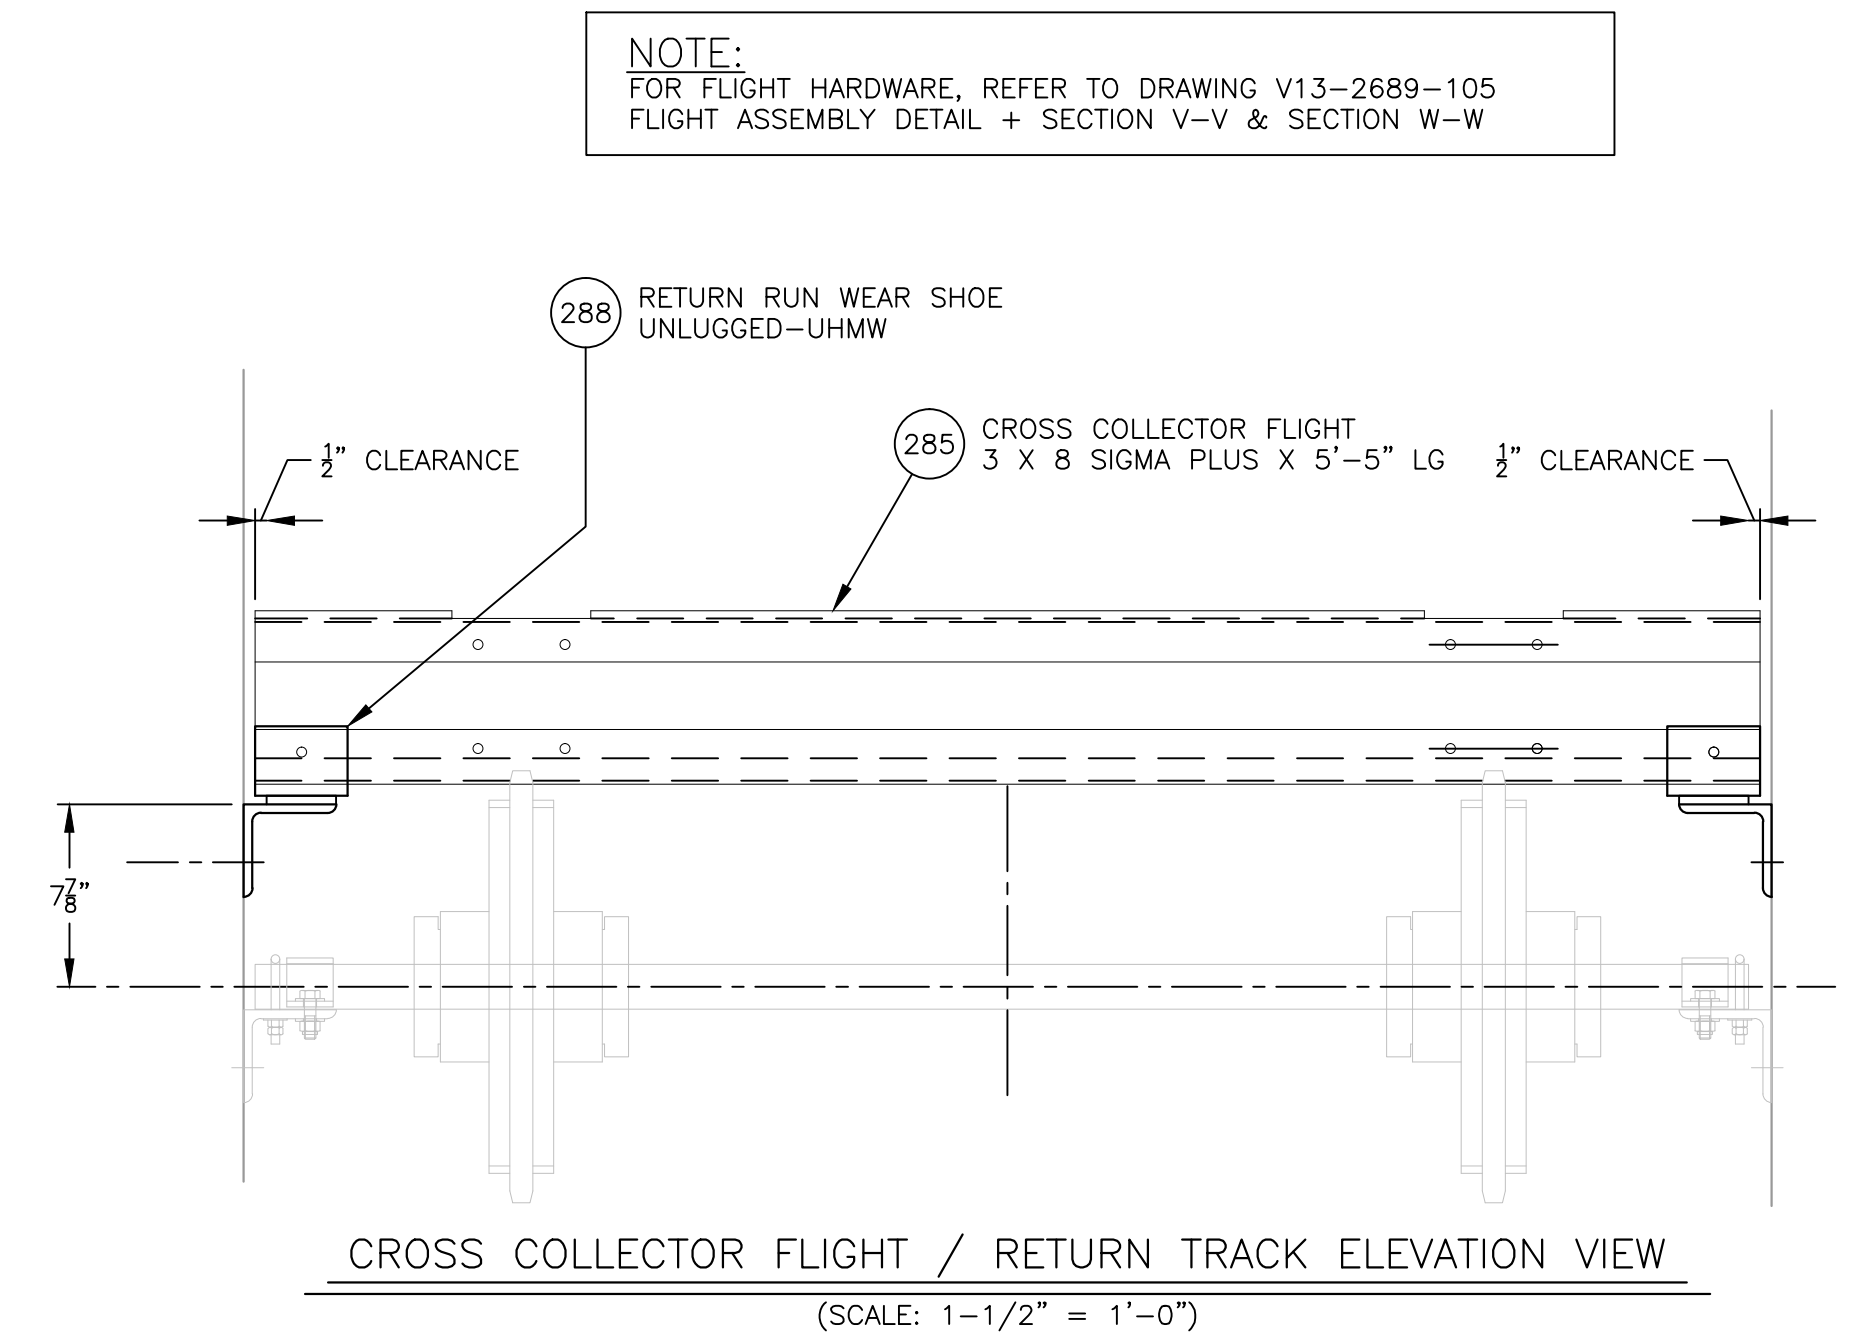 NOTE:
FOR FLIGHT HARDWARE, REFER TO DRAWING V13-2689-105
FLIGHT ASSEMBLY DETAIL + SECTION V-V & SECTION W-W
288
RETURN RUN WEAR SHOE
UNLUGGED-UHMW
285
CROSS COLLECTOR FLIGHT
3 X 8 SIGMA PLUS X 5'-5" LG
1/2" CLEARANCE
1/2" CLEARANCE
7 7/8"
CROSS COLLECTOR FLIGHT / RETURN TRACK ELEVATION VIEW
(SCALE: 1-1/2" = 1'-0")